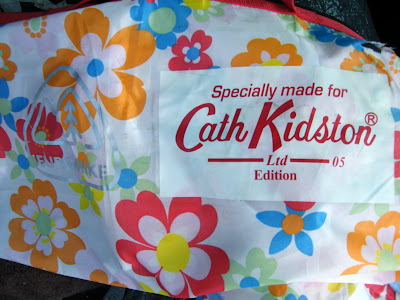 Specially made for
Cath Kidston®
Ltd 05
Edition